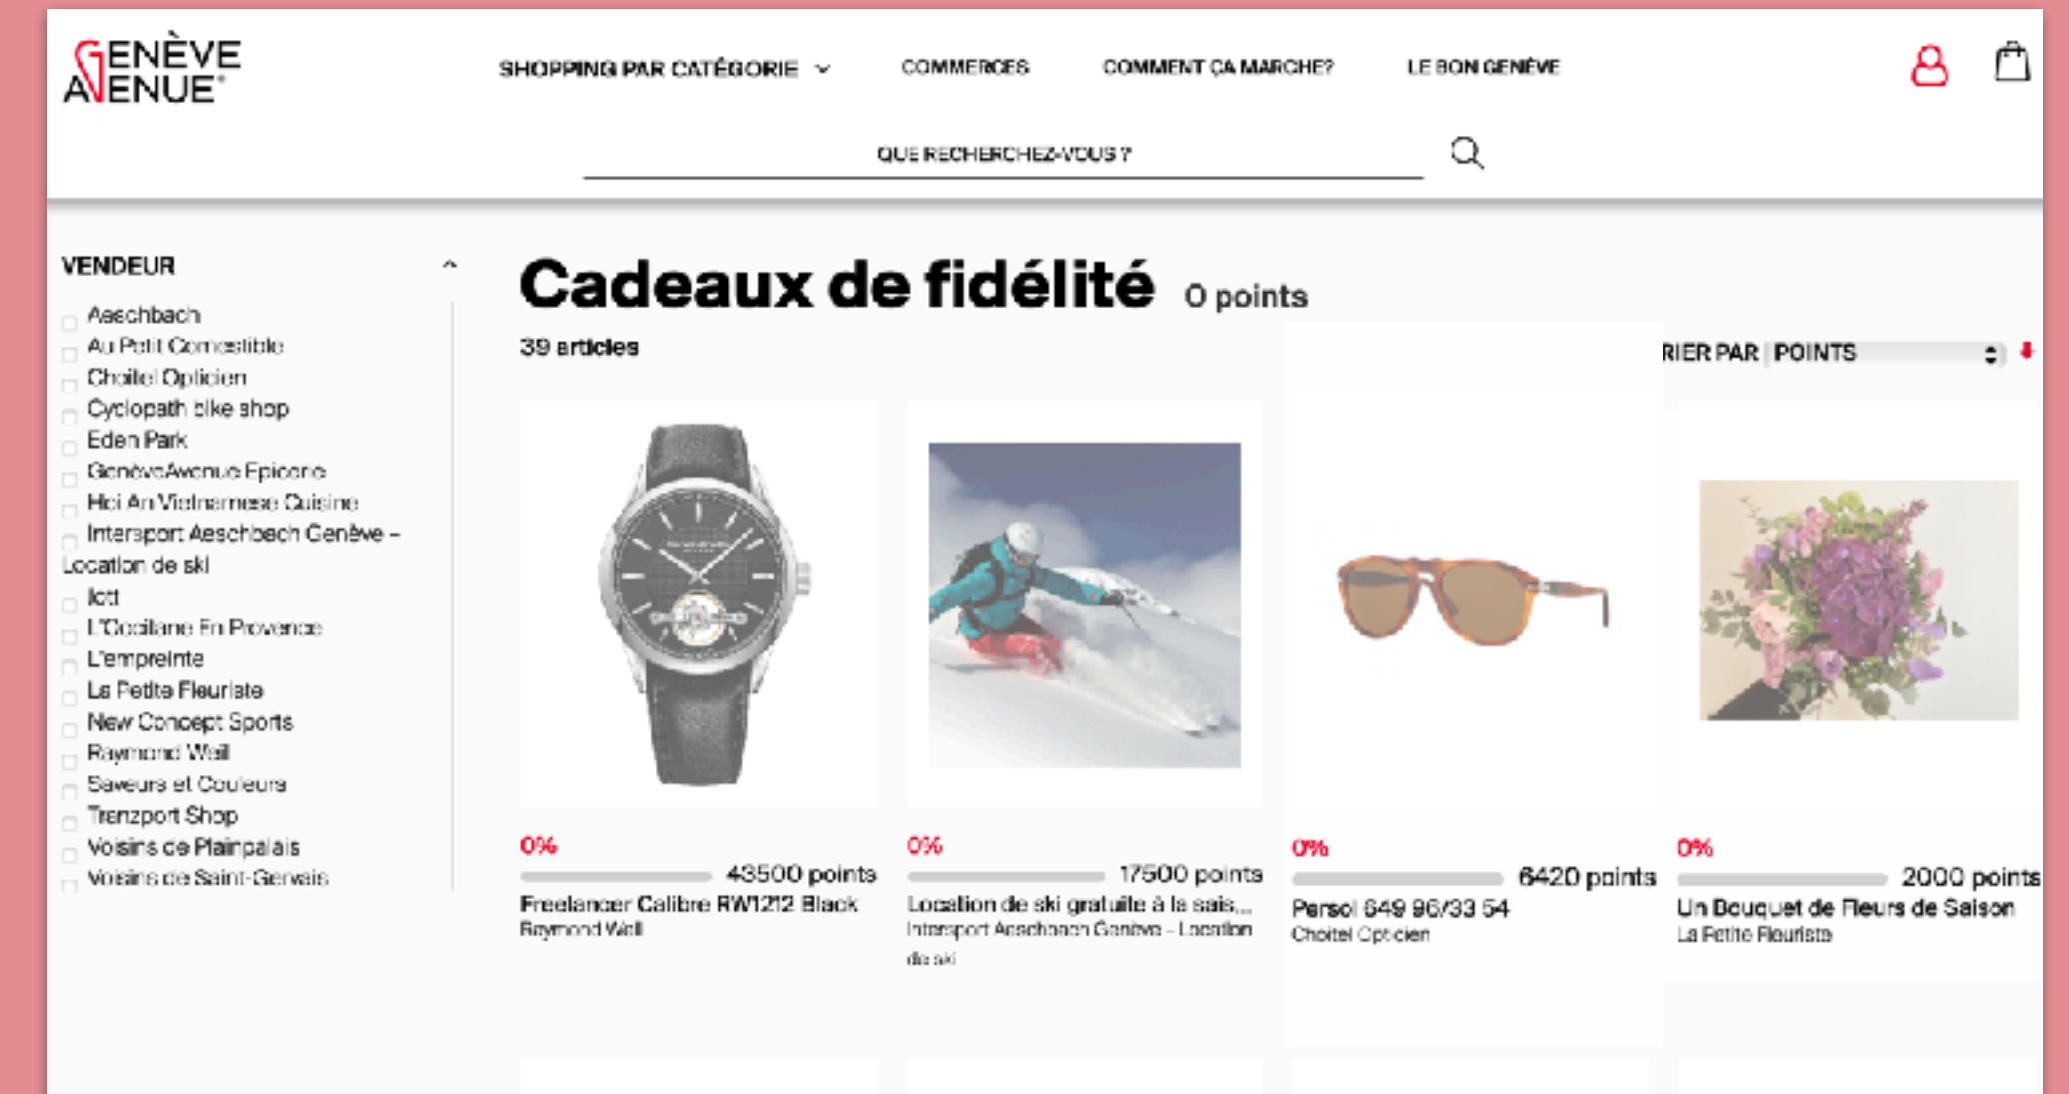 GENÈVE
AVENUE
SHOPPING PAR CATÉGORIE
COMMERCES
COMMENT ÇA MARCHE?
LE BON GENÈVE
QUE RECHERCHEZ-VOUS ?
VENDEUR
Aeschbach
Au Petit Comestible
Choitel Opticien
Cyclopath bike shop
Eden Park
GenèveAvenue Epicerie
Hoi An Vietnamese Cuisine
Intersport Aeschbach Genève –
Location de ski
Jott
L'Occitane En Provence
L'empreinte
La Petite Fleuriste
New Concept Sports
Raymond Weil
Saveurs et Couleurs
Tranzport Shop
Voisins de Plainpalais
Voisins de Saint-Gervais
Cadeaux de fidélité 0 points
39 articles
RIER PAR POINTS
0%
43500 points
Freelancer Calibre RW1212 Black
Raymond Weil
0%
17500 points
Location de ski gratuite à la sais...
Intersport Aeschbach Genève – Location
de ski
0%
6420 points
Persol 649 96/33 54
Choitel Opticien
0%
2000 points
Un Bouquet de Fleurs de Saison
La Petite Fleuriste